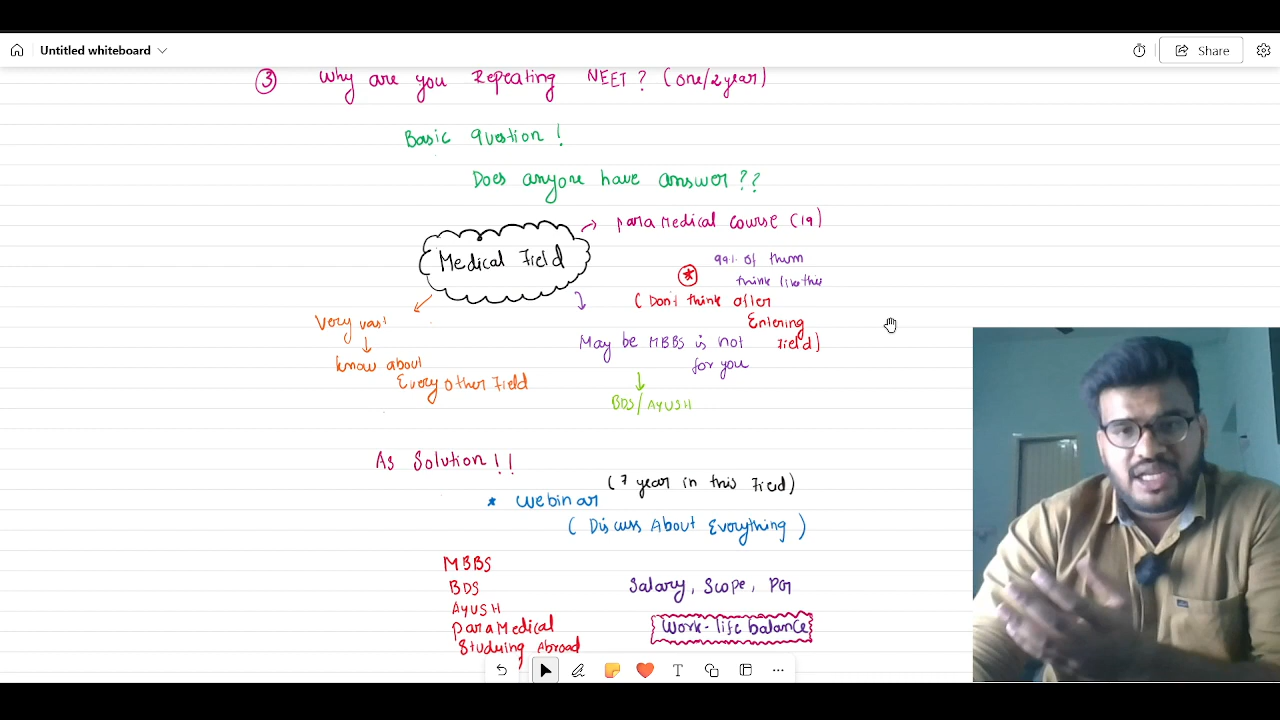 Untitled whiteboard
Share
3 Why are you Repeating NEET? (one/2 year)
Basic question!
Does anyone have answer??
Medical Field
Para Medical course (19)
99% of them
think like this
* (Don't think after
Entering
Field)
Very vast
know about
Every other Field
May be MBBS is not
for you
BDS/AYUSH
As Solution!!
(7 year in this Field)
* Webinar
(Discuss About Everything)
MBBS
BDS
AYUSH
ParaMedical
Studying Abroad
Salary, Scope, PG
Work-life balance
T